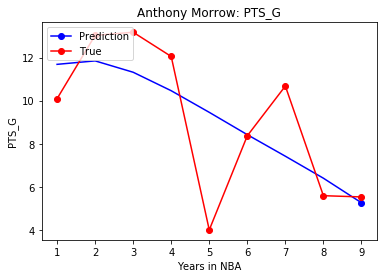 Anthony Morrow: PTS_G
Prediction
True
12
10
8
6
4
PTS_G
1 2 3 4 5 6 7 8 9
Years in NBA